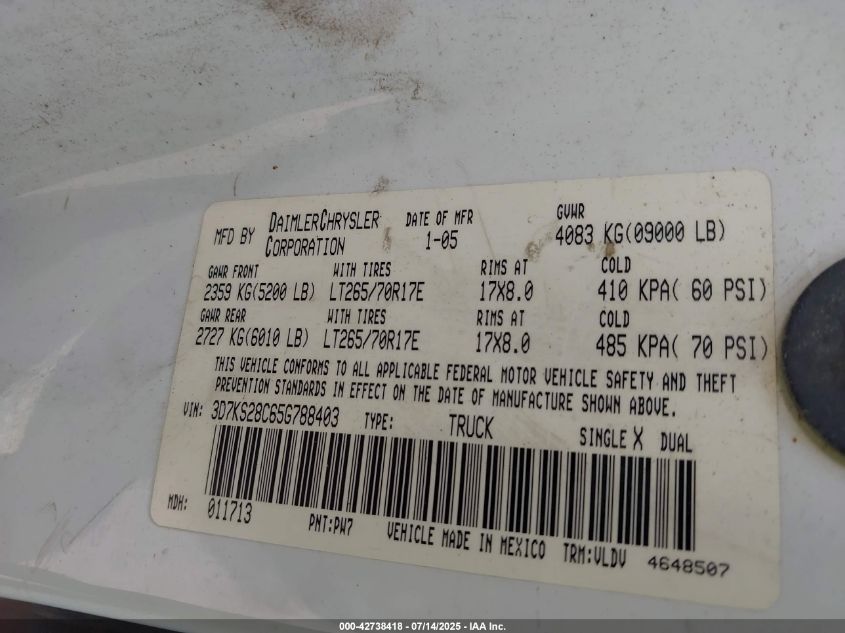 MFD BY DAIMLERCHRYSLER CORPORATION DATE OF MFR 1-05 GVWR 4083 KG(09000 LB)
GAWR FRONT WITH TIRES RIMS AT COLD
2359 KG(5200 LB) LT265/70R17E 17X8.0 410 KPA( 60 PSI)
GAWR REAR WITH TIRES RIMS AT COLD
2727 KG(6010 LB) LT265/70R17E 17X8.0 485 KPA( 70 PSI)
THIS VEHICLE CONFORMS TO ALL APPLICABLE FEDERAL MOTOR VEHICLE SAFETY AND THEFT
PREVENTION STANDARDS IN EFFECT ON THE DATE OF MANUFACTURE SHOWN ABOVE.
VIN: 3D7KS28C65G788403 TYPE: TRUCK SINGLE X DUAL
MDH: 011713 PNT:PW7 VEHICLE MADE IN MEXICO TRM:VLDV 4648507
000-42738418 - 07/14/2025 - IAA Inc.